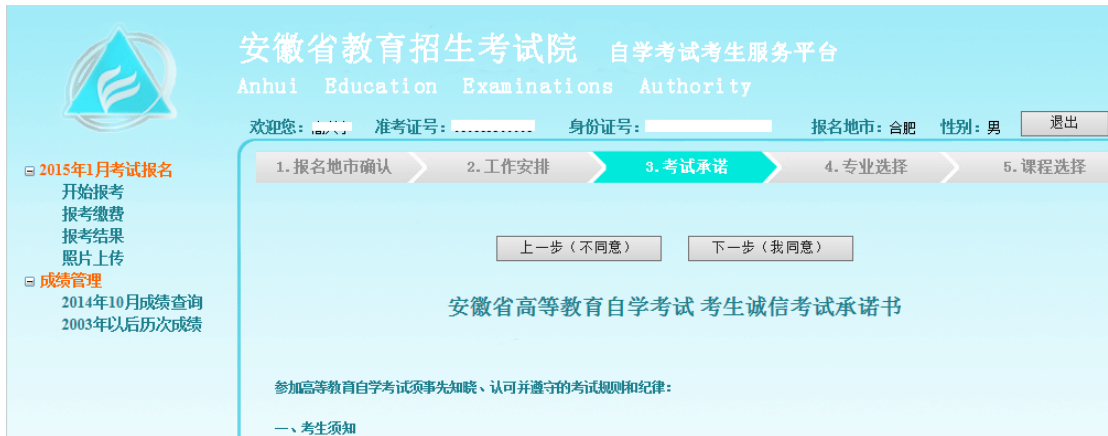 安徽省教育招生考试院 自学考试考生服务平台
Anhui Education Examinations Authority
欢迎您： 准考证号： 身份证号： 报名地市：合肥 性别：男 退出
1.报名地市确认 2.工作安排 3.考试承诺 4.专业选择 5.课程选择
2015年1月考试报名
开始报考
报考缴费
报考结果
照片上传
成绩管理
2014年10月成绩查询
2003年以后历次成绩
上一步（不同意） 下一步（我同意）
安徽省高等教育自学考试 考生诚信考试承诺书
参加高等教育自学考试须事先知晓、认可并遵守的考试规则和纪律：
一、考生须知